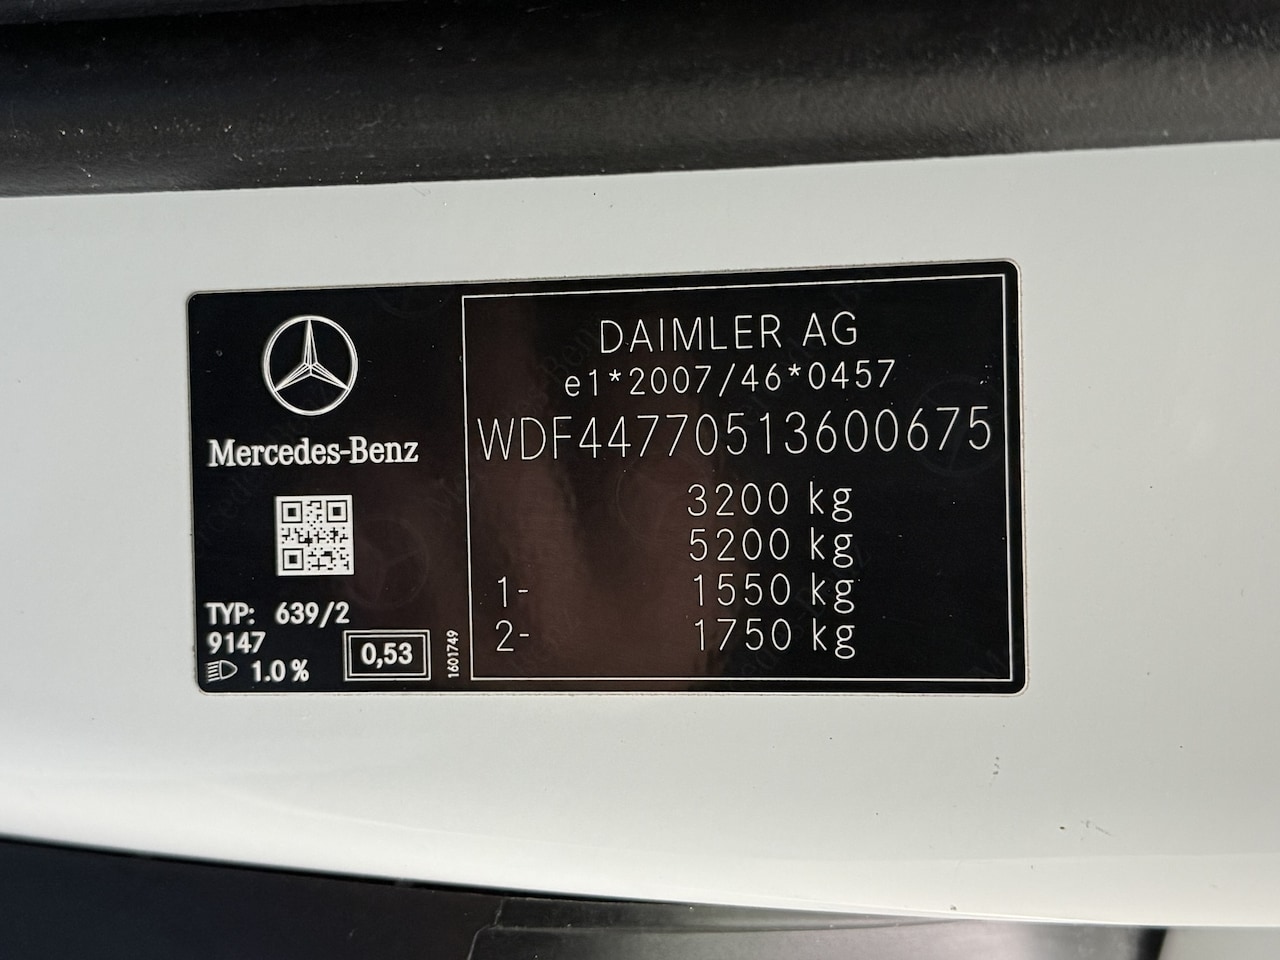 Mercedes-Benz
TYP: 639/2
9147
1.0 %
0,53
1601749
DAIMLER AG
e1*2007/46*0457
WDF44770513600675
3200 kg
5200 kg
1- 1550 kg
2- 1750 kg